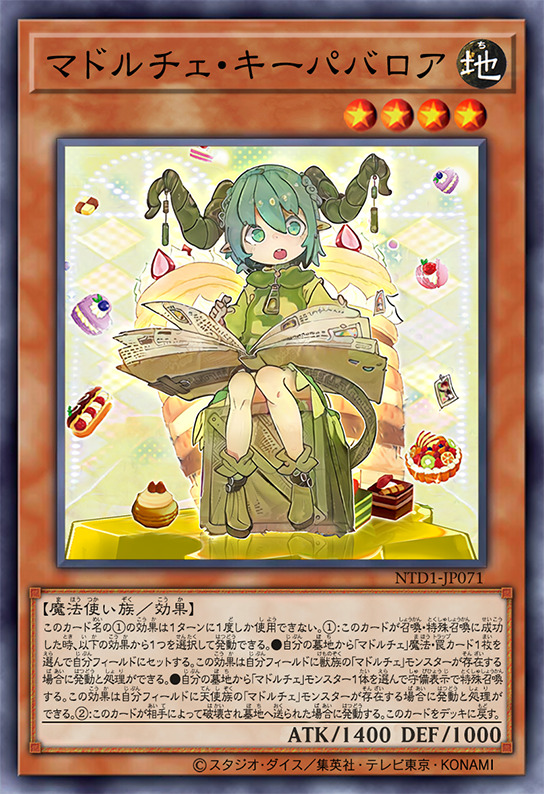 マドルチェ・キーパバロア
地
NTD1-JP071
【魔法使い族／効果】
このカード名の①の効果は1ターンに1度しか使用できない。①：このカードが召喚・特殊召喚に成功
した時、以下の効果から1つを選択して発動できる。●自分の墓地から「マドルチェ」魔法・罠カード1枚を
選んで自分フィールドにセットする。この効果は自分フィールドに獣族の「マドルチェ」モンスターが存在する
場合に発動と処理ができる。●自分の墓地から「マドルチェ」モンスター1体を選んで守備表示で特殊召喚
する。この効果は自分フィールドに天使族の「マドルチェ」モンスターが存在する場合に発動と処理が
できる。②：このカードが相手によって破壊され墓地へ送られた場合に発動する。このカードをデッキに戻す。
ATK/1400 DEF/1000
©スタジオ・ダイス／集英社・テレビ東京・KONAMI